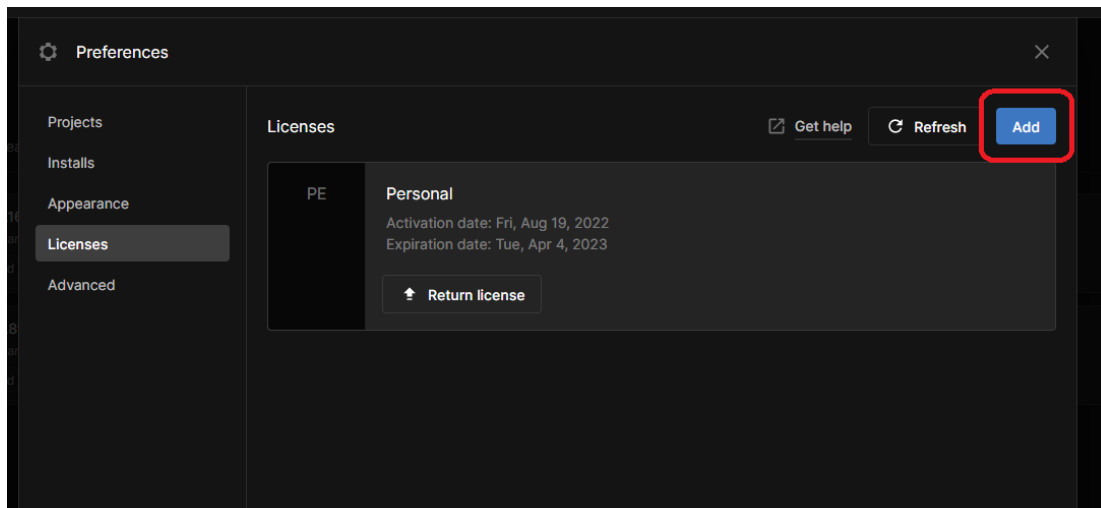 Preferences
Projects
Installs
Appearance
Licenses
Advanced
Licenses
Get help
Refresh
Add
PE
Personal
Activation date: Fri, Aug 19, 2022
Expiration date: Tue, Apr 4, 2023
Return license